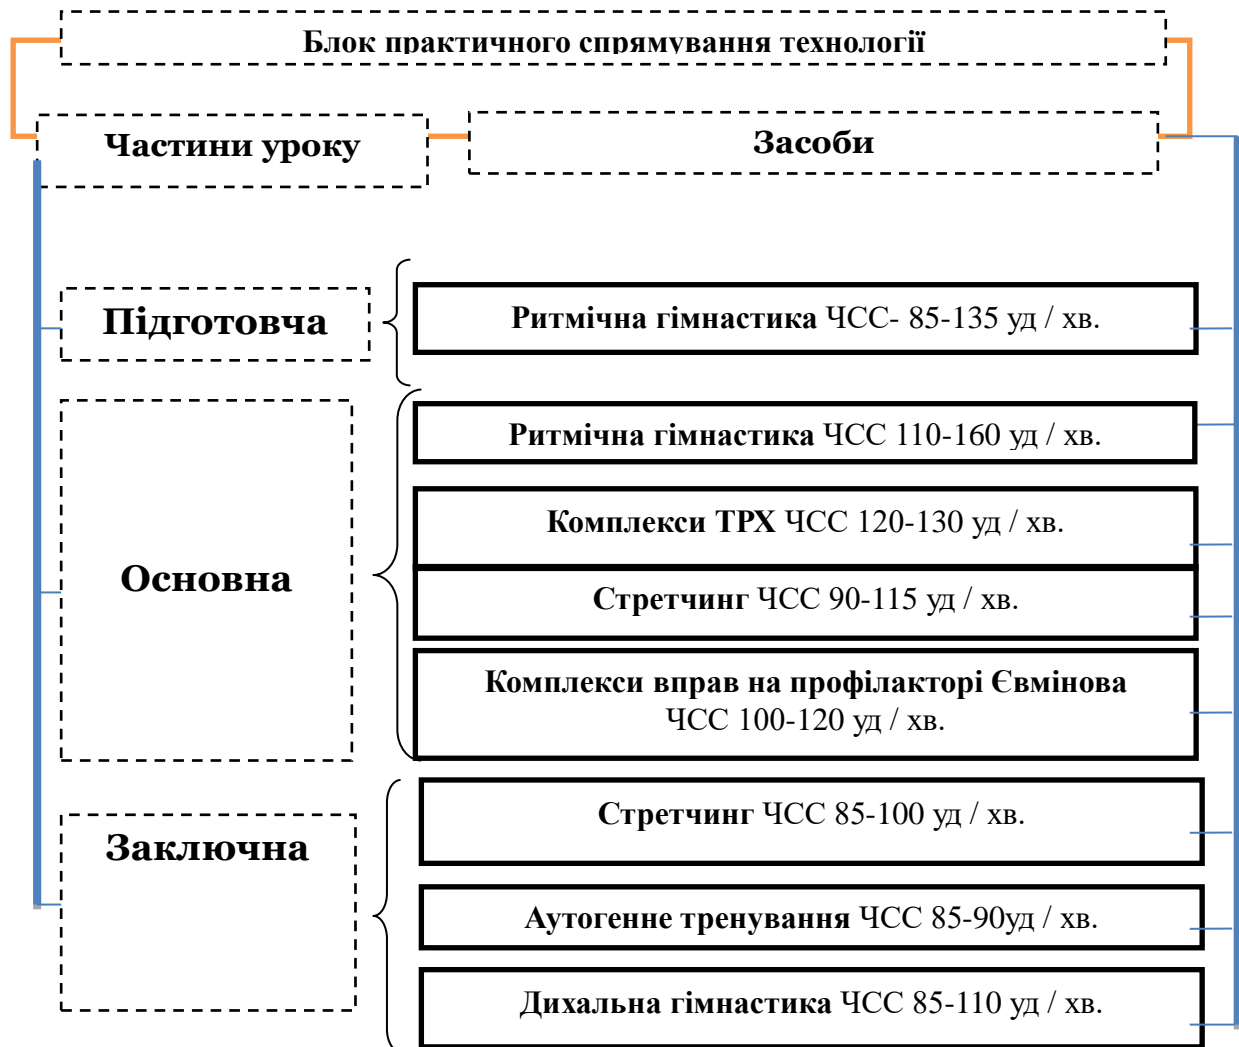 Блок практичного спрямування технології
Частини уроку
Засоби
Підготовча
Ритмічна гімнастика ЧСС- 85-135 уд / хв.
Основна
Ритмічна гімнастика ЧСС 110-160 уд / хв.
Комплекси ТРХ ЧСС 120-130 уд / хв.
Стретчинг ЧСС 90-115 уд / хв.
Комплекси вправ на профілакторі Євмінова
ЧСС 100-120 уд / хв.
Заключна
Стретчинг ЧСС 85-100 уд / хв.
Аутогенне тренування ЧСС 85-90уд / хв.
Дихальна гімнастика ЧСС 85-110 уд / хв.